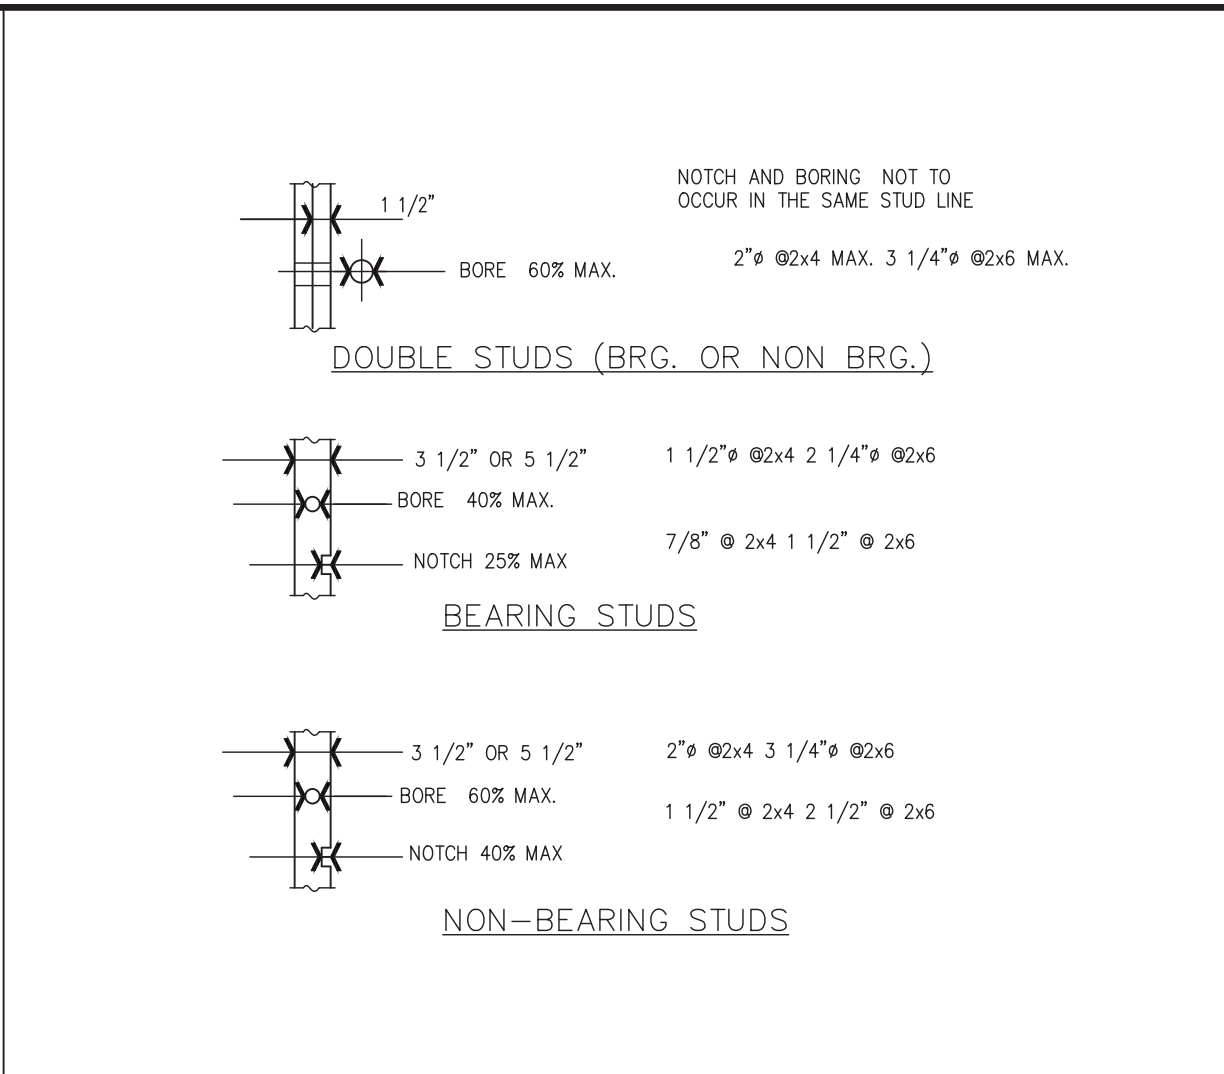 NOTCH AND BORING NOT TO
OCCUR IN THE SAME STUD LINE
1 1/2”
2”ø @2x4 MAX. 3 1/4”ø @2x6 MAX.
BORE 60% MAX.
DOUBLE STUDS (BRG. OR NON BRG.)
3 1/2” OR 5 1/2”
1 1/2”ø @2x4 2 1/4”ø @2x6
BORE 40% MAX.
7/8” @ 2x4 1 1/2” @ 2x6
NOTCH 25% MAX
BEARING STUDS
3 1/2” OR 5 1/2”
2”ø @2x4 3 1/4”ø @2x6
BORE 60% MAX.
1 1/2” @ 2x4 2 1/2” @ 2x6
NOTCH 40% MAX
NON-BEARING STUDS